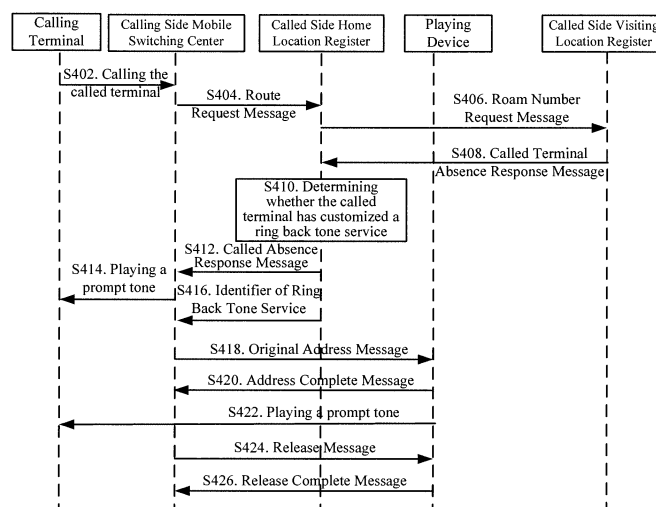 Calling
Terminal
Calling Side Mobile
Switching Center
Called Side Home
Location Register
Playing
Device
Called Side Visiting
Location Register
S402. Calling the
called terminal
S404. Route
Request Message
S406. Roam Number
Request Message
S408. Called Terminal
Absence Response Message
S410. Determining
whether the called
terminal has customized a
ring back tone service
S412. Called Absence
Response Message
S414. Playing a
prompt tone
S416. Identifier of Ring
Back Tone Service
S418. Original Address Message
S420. Address Complete Message
S422. Playing a prompt tone
S424. Release Message
S426. Release Complete Message